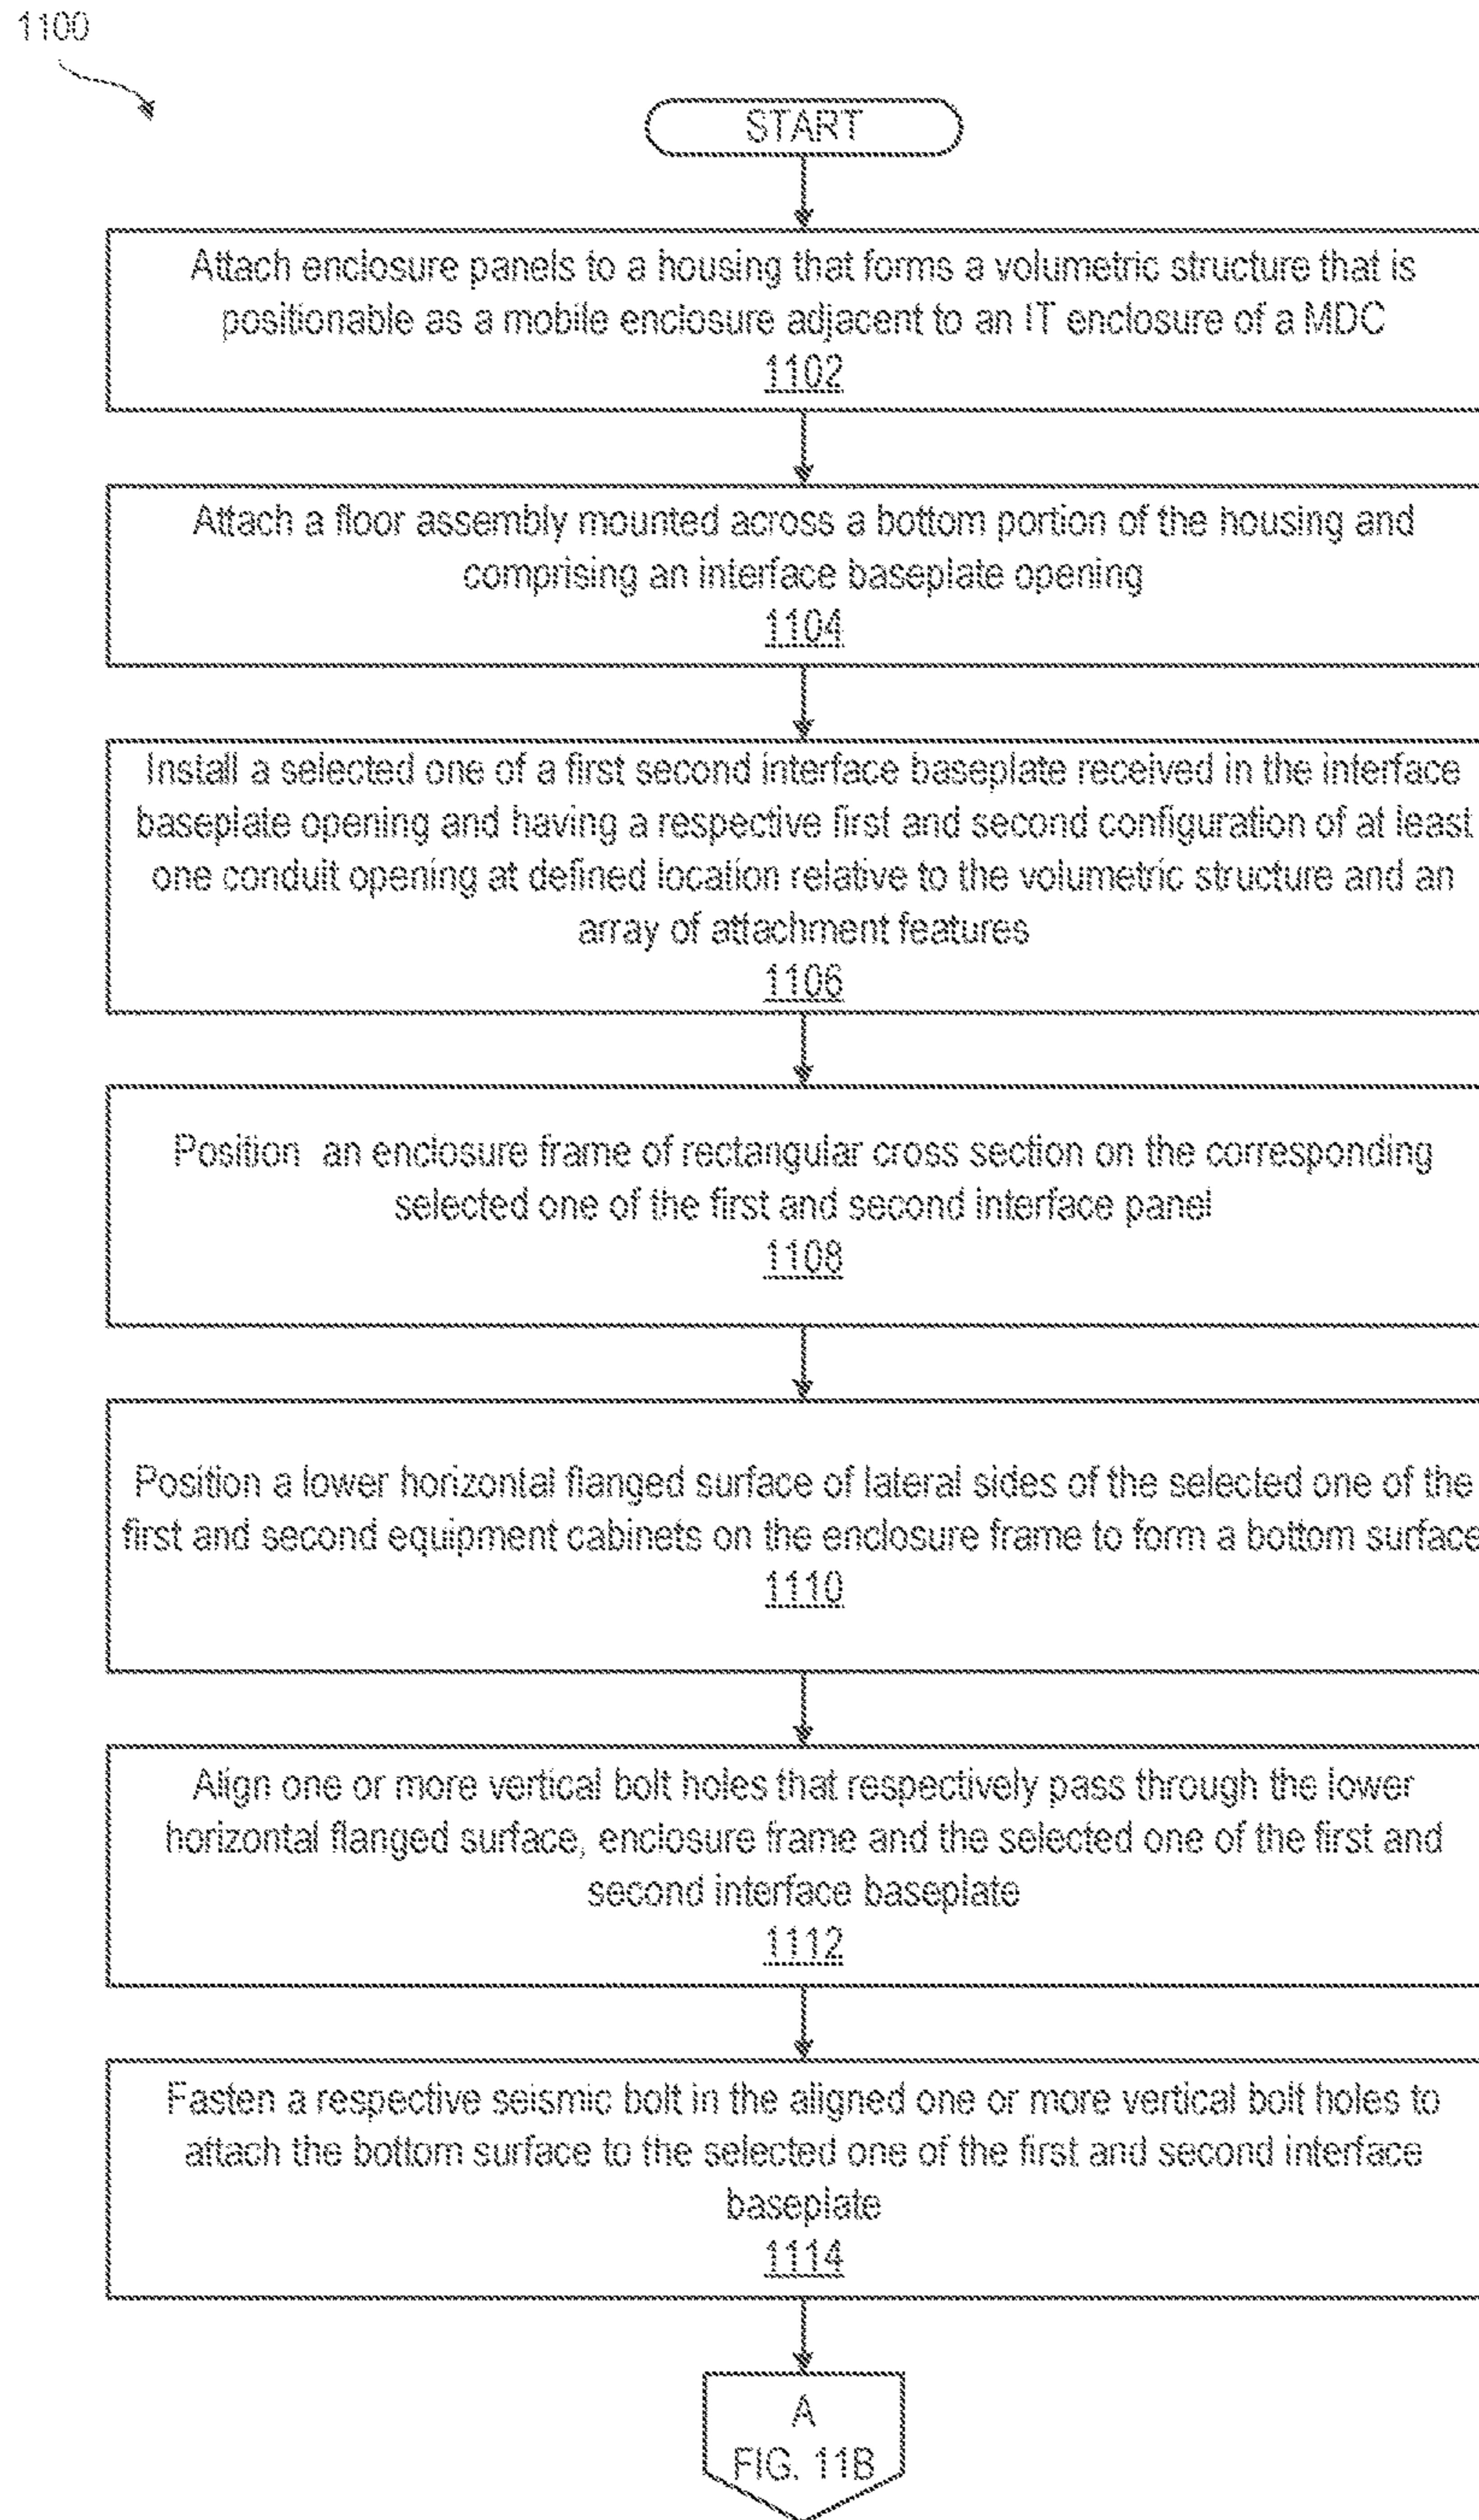 1100
START
Attach enclosure panels to a housing that forms a volumetric structure that is
positionable as a mobile enclosure adjacent to an IT enclosure of a MDC
1102
Attach a floor assembly mounted across a bottom portion of the housing and
comprising an interface baseplate opening
1104
Install a selected one of a first second interface baseplate received in the interface
baseplate opening and having a respective first and second configuration of at least
one conduit opening at defined location relative to the volumetric structure and an
array of attachment features
1106
Position an enclosure frame of rectangular cross section on the corresponding
selected one of the first and second interface panel
1108
Position a lower horizontal flanged surface of lateral sides of the selected one of the
first and second equipment cabinets on the enclosure frame to form a bottom surface
1110
Align one or more vertical bolt holes that respectively pass through the lower
horizontal flanged surface, enclosure frame and the selected one of the first and
second interface baseplate
1112
Fasten a respective seismic bolt in the aligned one or more vertical bolt holes to
attach the bottom surface to the selected one of the first and second interface
baseplate
1114
A
FIG. 11B